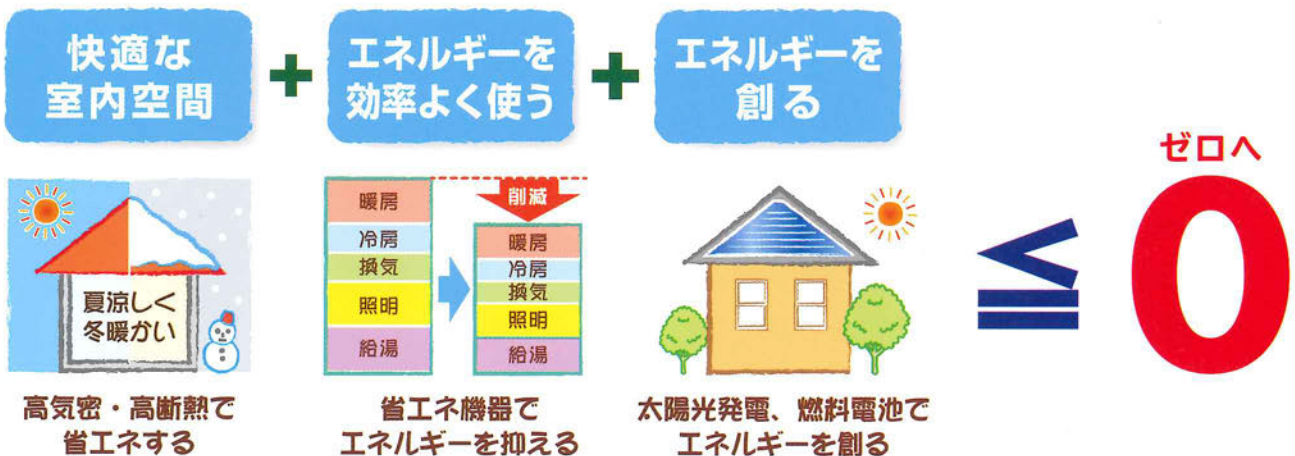 快適な
室内空間
+
エネルギーを
効率よく使う
+
エネルギーを
創る
≦
ゼロへ
0
夏涼しく
冬暖かい
暖房
冷房
換気
照明
給湯
削減
暖房
冷房
換気
照明
給湯
高気密・高断熱で
省エネする
省エネ機器で
エネルギーを抑える
太陽光発電、燃料電池で
エネルギーを創る